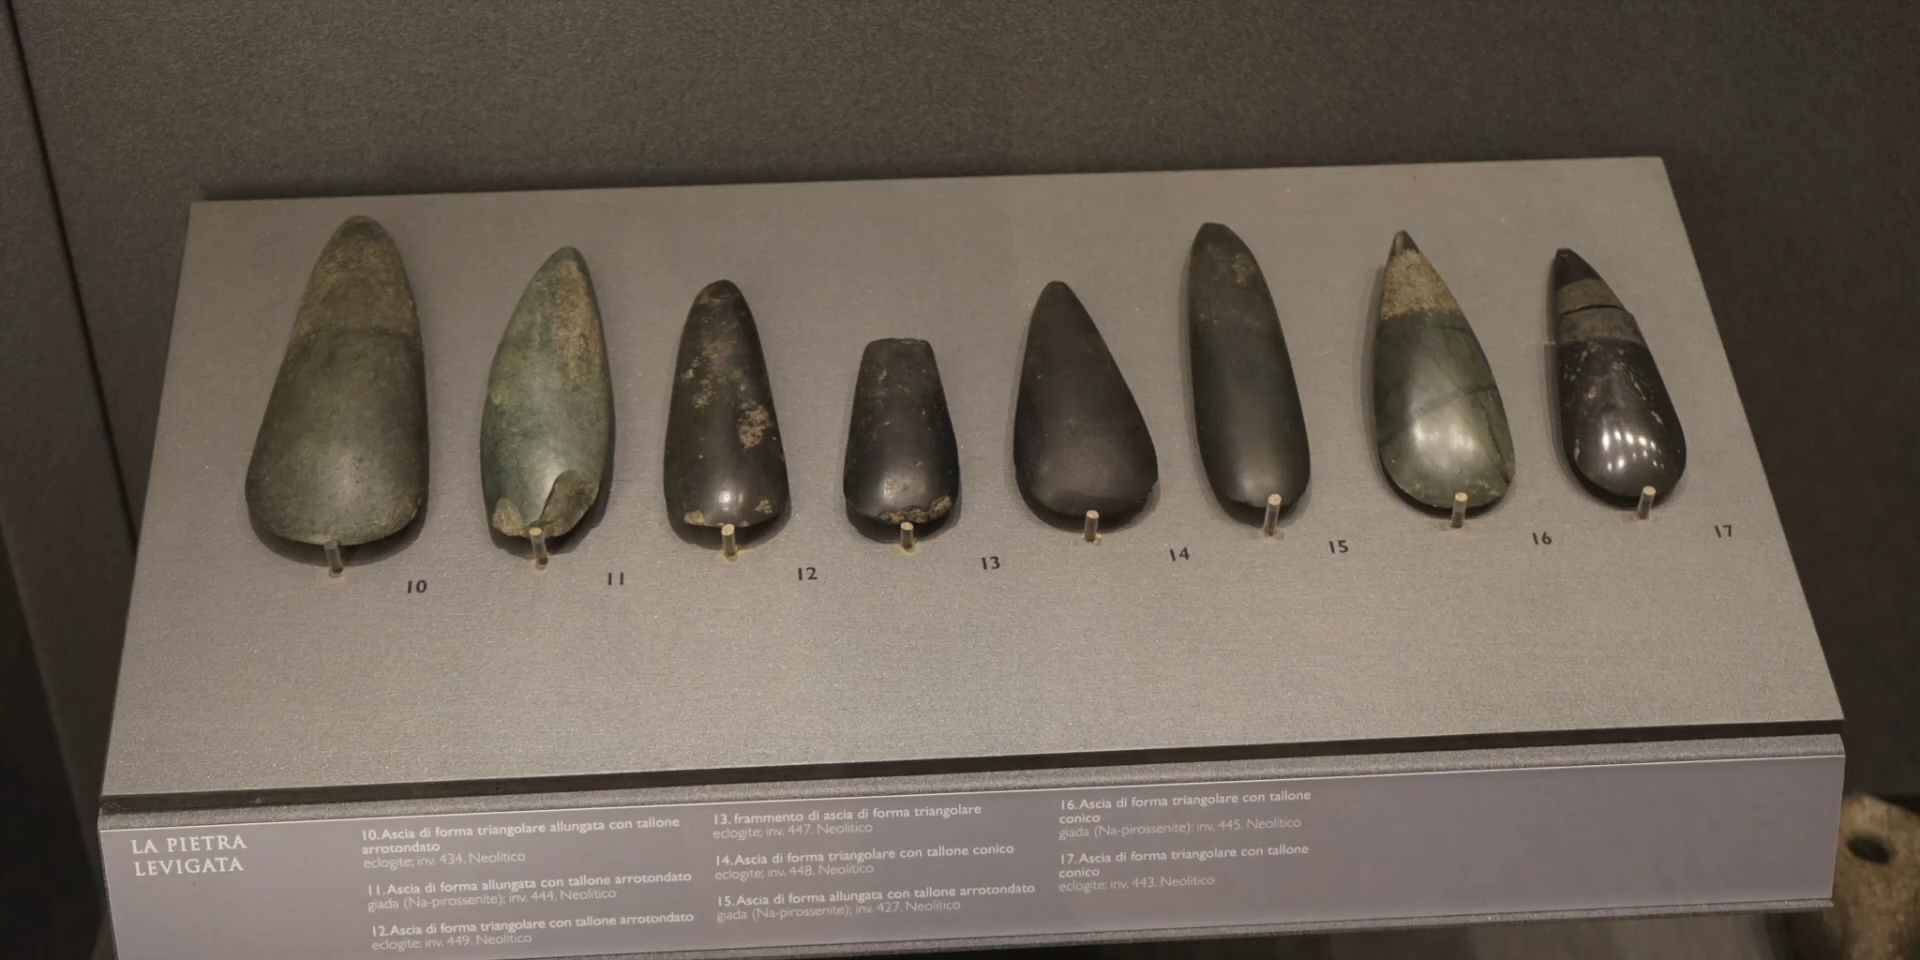 10
11
12
13
14
15
16
17
LA PIETRA
LEVIGATA
10. Ascia di forma triangolare allungata con tallone
arrotondato
eclogite; inv. 434. Neolitico
11. Ascia di forma allungata con tallone arrotondato
giada (Na-pirossenite); inv. 444. Neolitico
12. Ascia di forma triangolare con tallone arrotondato
eclogite; inv. 449. Neolitico
13. frammento di ascia di forma triangolare
eclogite; inv. 447. Neolitico
14. Ascia di forma triangolare con tallone conico
eclogite; inv. 448. Neolitico
15. Ascia di forma allungata con tallone arrotondato
giada (Na-pirossenite); inv. 427. Neolitico
16. Ascia di forma triangolare con tallone
conico
giada (Na-pirossenite); inv. 445. Neolitico
17. Ascia di forma triangolare con tallone
conico
eclogite; inv. 443. Neolitico